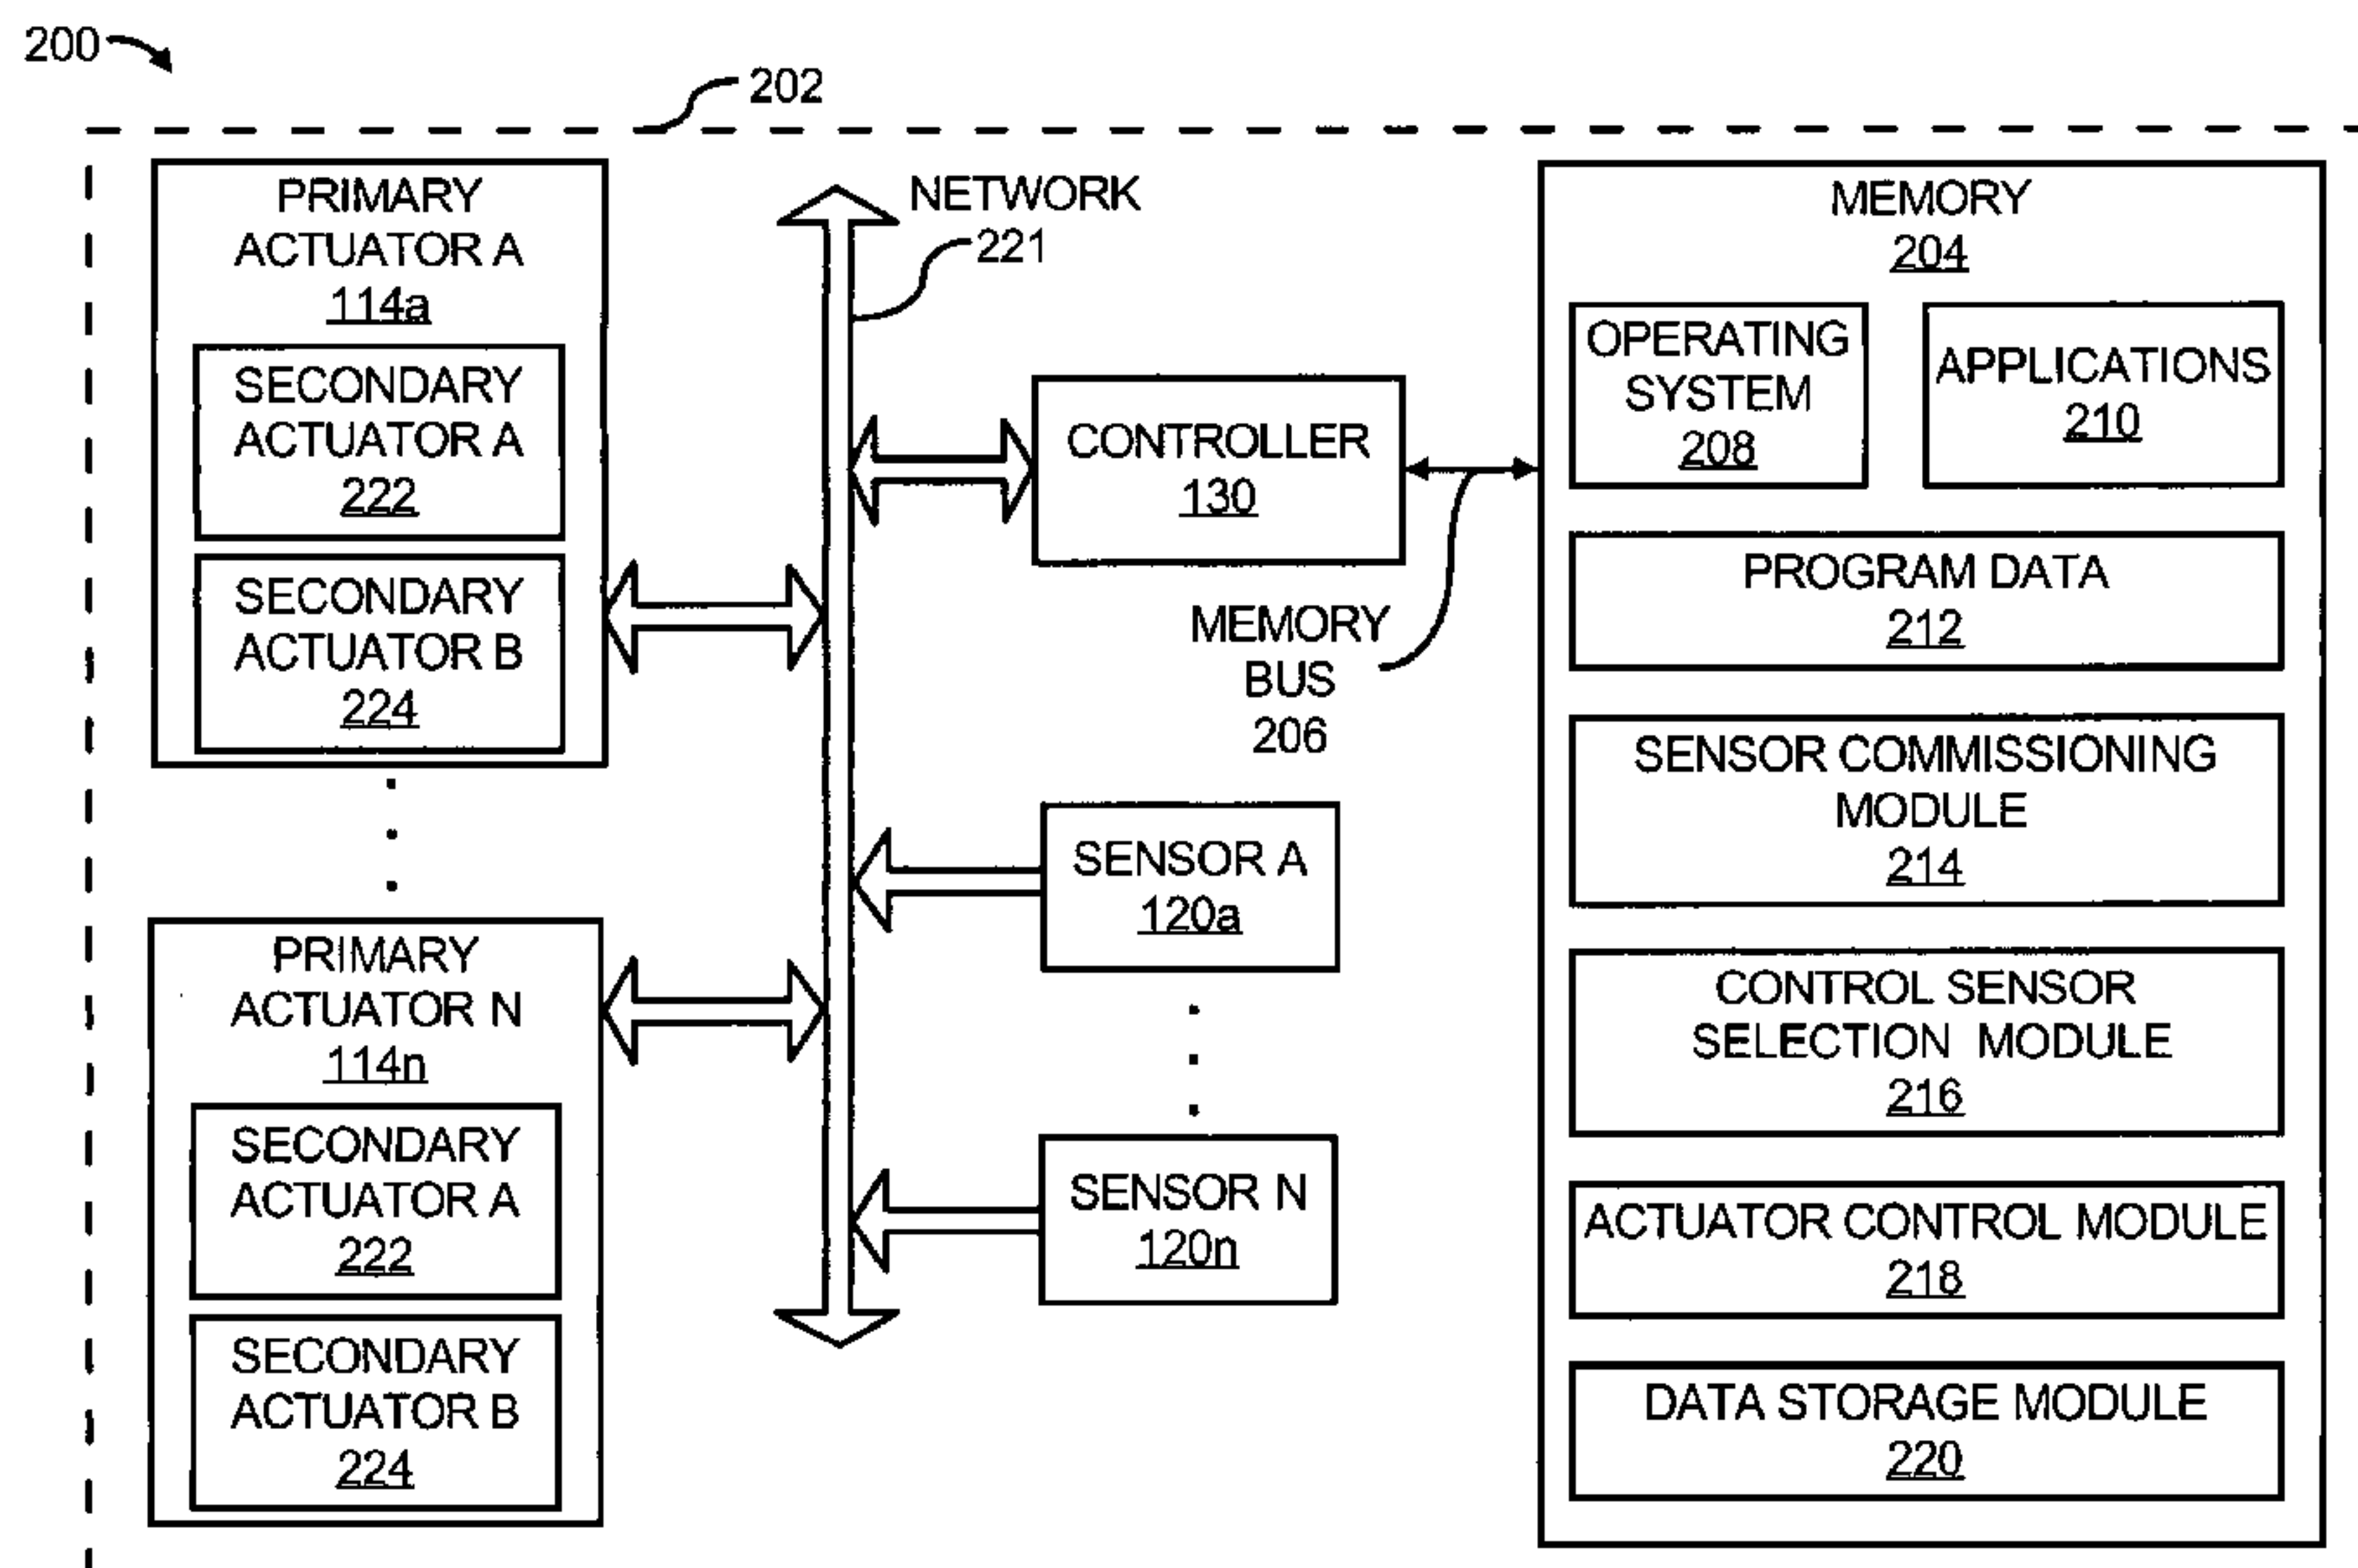 200
202
PRIMARY
ACTUATOR A
114a
SECONDARY
ACTUATOR A
222
SECONDARY
ACTUATOR B
224
.
.
.
PRIMARY
ACTUATOR N
114n
SECONDARY
ACTUATOR A
222
SECONDARY
ACTUATOR B
224
NETWORK
221
CONTROLLER
130
MEMORY
BUS
206
SENSOR A
120a
.
.
.
SENSOR N
120n
MEMORY
204
OPERATING
SYSTEM
208
APPLICATIONS
210
PROGRAM DATA
212
SENSOR COMMISSIONING
MODULE
214
CONTROL SENSOR
SELECTION MODULE
216
ACTUATOR CONTROL MODULE
218
DATA STORAGE MODULE
220